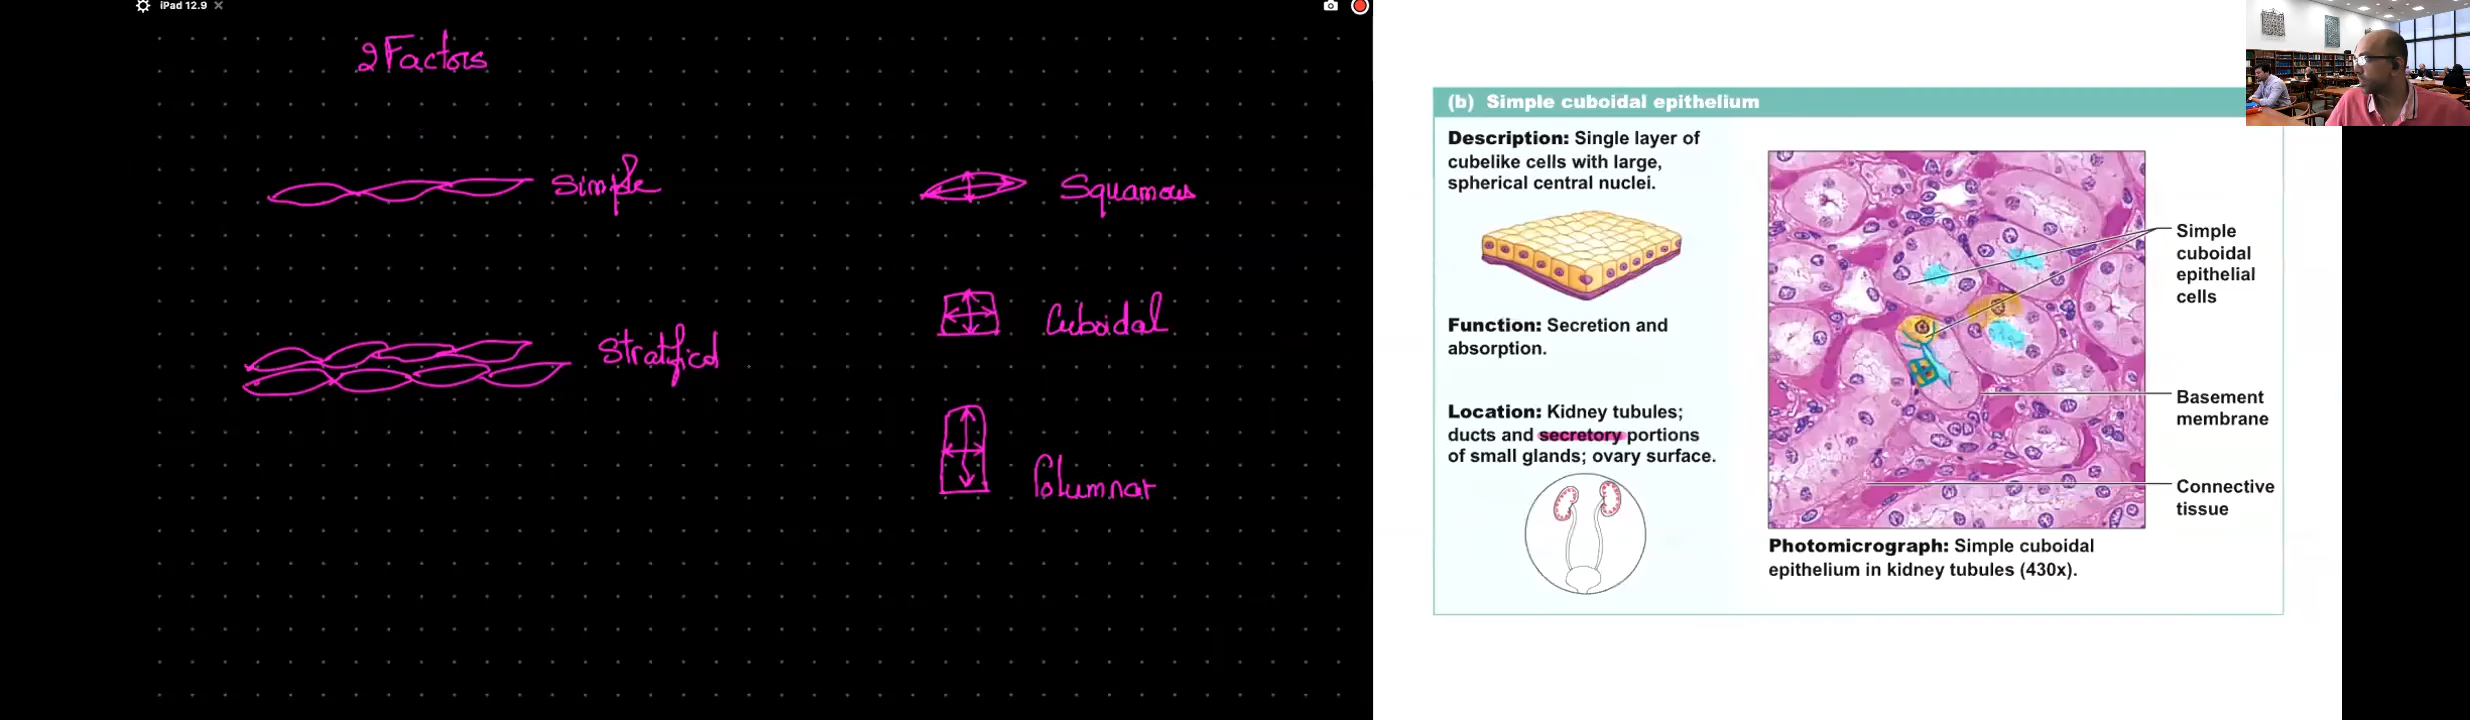 iPad 12.9
2 Factors
Simple
Stratified
Squamous
Cuboidal
Columnar
(b) Simple cuboidal epithelium
Description: Single layer of
cubelike cells with large,
spherical central nuclei.
Function: Secretion and
absorption.
Location: Kidney tubules;
ducts and secretory portions
of small glands; ovary surface.
Simple
cuboidal
epithelial
cells
Basement
membrane
Connective
tissue
Photomicrograph: Simple cuboidal
epithelium in kidney tubules (430x).